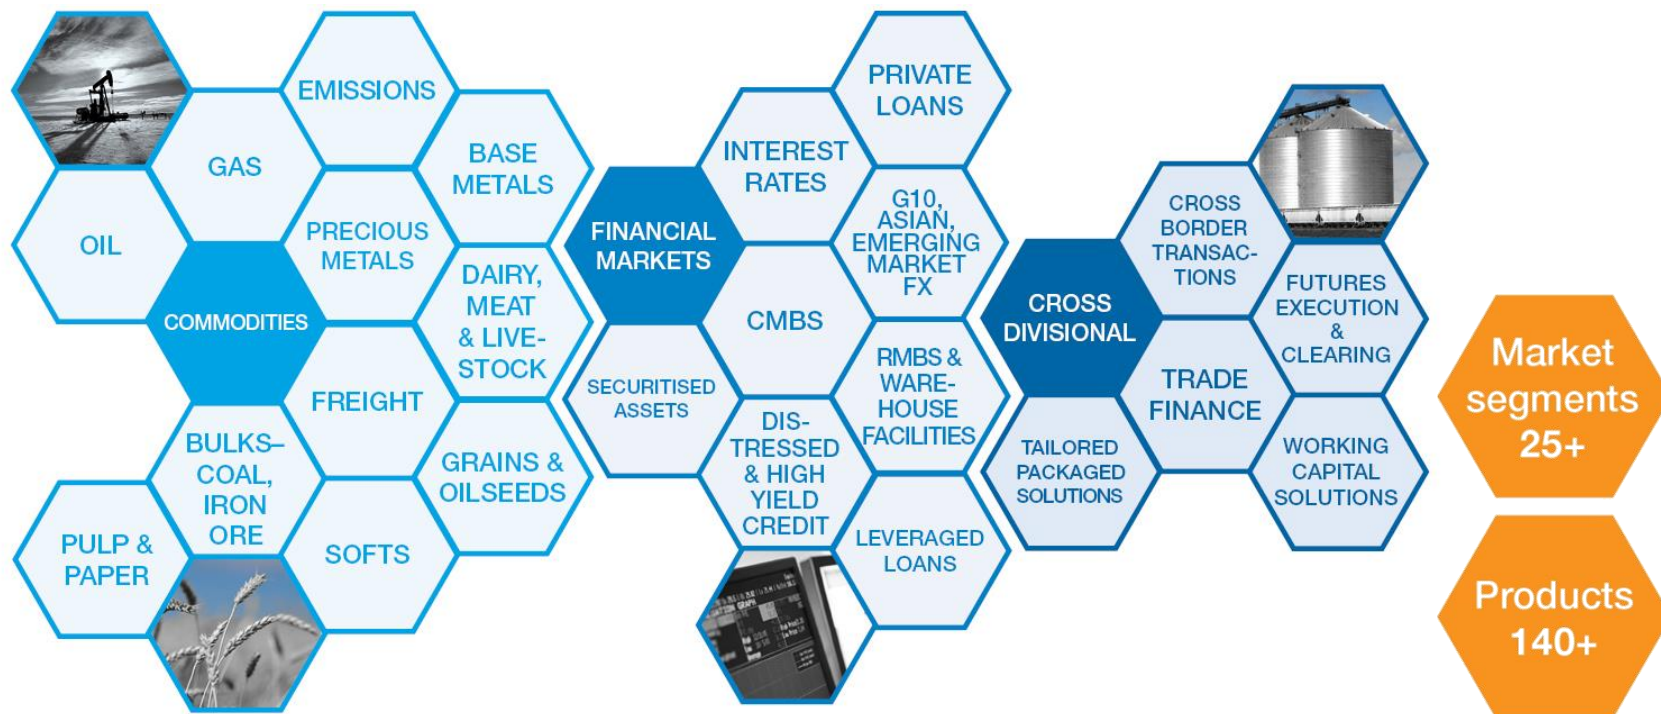 EMISSIONS
GAS
BASE
METALS
OIL
PRECIOUS
METALS
COMMODITIES
DAIRY,
MEAT
& LIVE-
STOCK
FREIGHT
BULKS–
COAL,
IRON
ORE
GRAINS &
OILSEEDS
PULP &
PAPER
SOFTS
PRIVATE
LOANS
INTEREST
RATES
FINANCIAL
MARKETS
G10,
ASIAN,
EMERGING
MARKET
FX
CMBS
SECURITISED
ASSETS
RMBS &
WARE-
HOUSE
FACILITIES
DIS-
TRESSED
& HIGH
YIELD
CREDIT
LEVERAGED
LOANS
CROSS
BORDER
TRANSAC-
TIONS
CROSS
DIVISIONAL
FUTURES
EXECUTION
&
CLEARING
TRADE
FINANCE
TAILORED
PACKAGED
SOLUTIONS
WORKING
CAPITAL
SOLUTIONS
Market
segments
25+
Products
140+